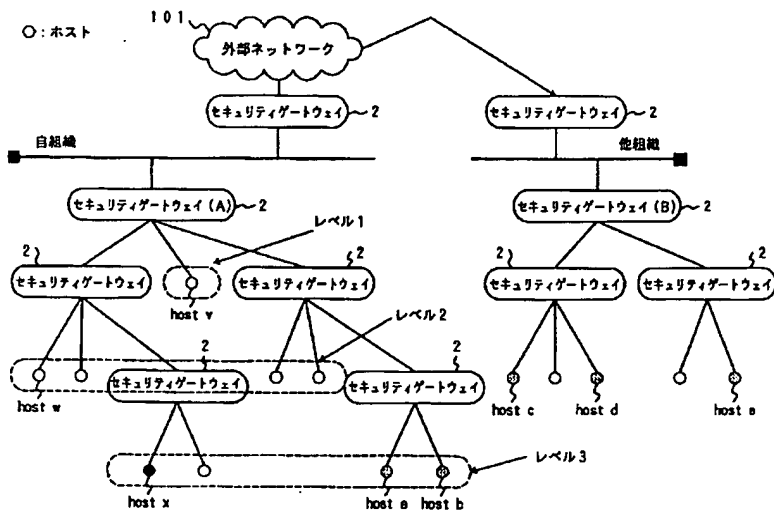 101
○:ホスト
外部ネットワーク
セキュリティゲートウェイ 2
セキュリティゲートウェイ 2
自組織
他組織
セキュリティゲートウェイ(A) 2
セキュリティゲートウェイ(B) 2
レベル1
2
セキュリティゲートウェイ
2
セキュリティゲートウェイ
2
セキュリティゲートウェイ
2
セキュリティゲートウェイ
host v
レベル2
2
セキュリティゲートウェイ
2
セキュリティゲートウェイ
host w
host c
host d
host e
レベル3
host x
host a
host b